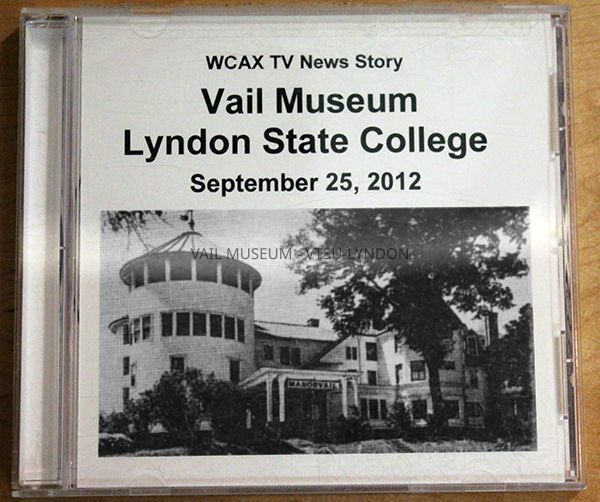 WCAX TV News Story
Vail Museum
Lyndon State College
September 25, 2012
VAIL MUSEUM - VTSU-LYNDON
MANORVAIL